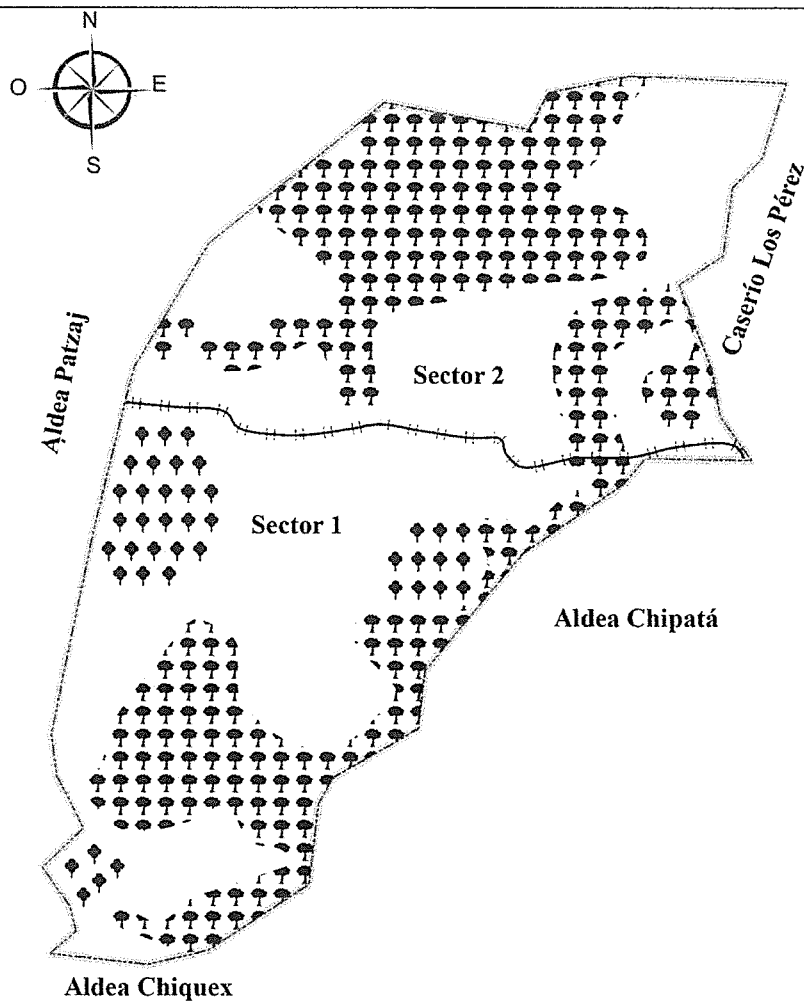 N
O
E
S
Caserío Los Pérez
Aldea Patzaj
Sector 2
Sector 1
Aldea Chipatá
Aldea Chiquex